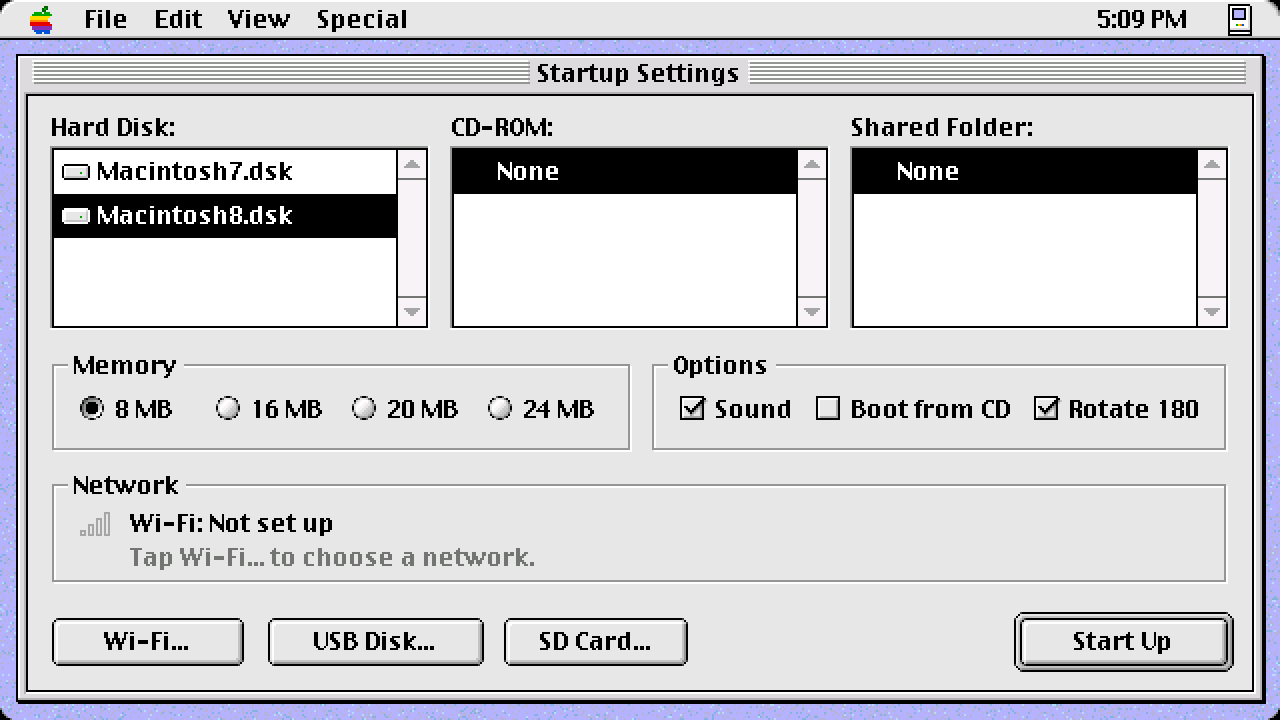 File Edit View Special 5:09 PM
Startup Settings
Hard Disk: CD-ROM: Shared Folder:
Macintosh7.dsk None None
Macintosh8.dsk
Memory Options
8 MB 16 MB 20 MB 24 MB Sound Boot from CD Rotate 180
Network
Wi-Fi: Not set up
Tap Wi-Fi... to choose a network.
Wi-Fi... USB Disk... SD Card... Start Up